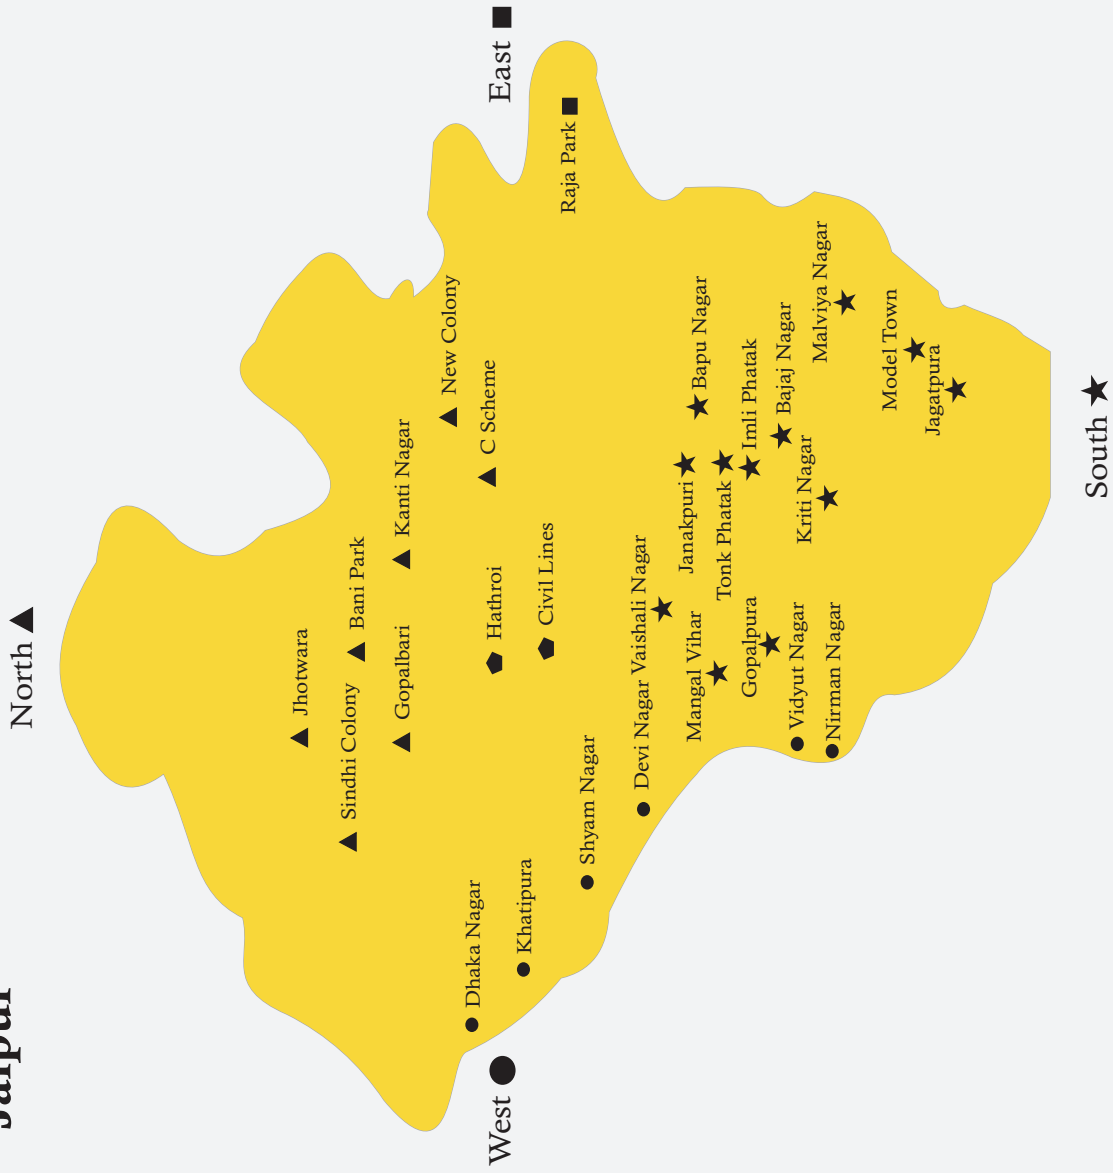 Jaipur
North
East
West
South
Jhotwara
Sindhi Colony
Bani Park
Gopalbari
Kanti Nagar
New Colony
C Scheme
Hathroi
Civil Lines
Raja Park
Dhaka Nagar
Khatipura
Shyam Nagar
Devi Nagar
Vaishali Nagar
Janakpuri
Bapu Nagar
Mangal Vihar
Tonk Phatak
Imli Phatak
Gopalpura
Bajaj Nagar
Vidyut Nagar
Kriti Nagar
Malviya Nagar
Nirman Nagar
Model Town
Jagatpura